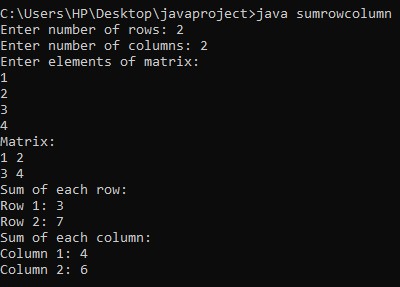 C:\Users\HP\Desktop\javaproject>java sumrowcolumn
Enter number of rows: 2
Enter number of columns: 2
Enter elements of matrix:
1
2
3
4
Matrix:
1 2
3 4
Sum of each row:
Row 1: 3
Row 2: 7
Sum of each column:
Column 1: 4
Column 2: 6